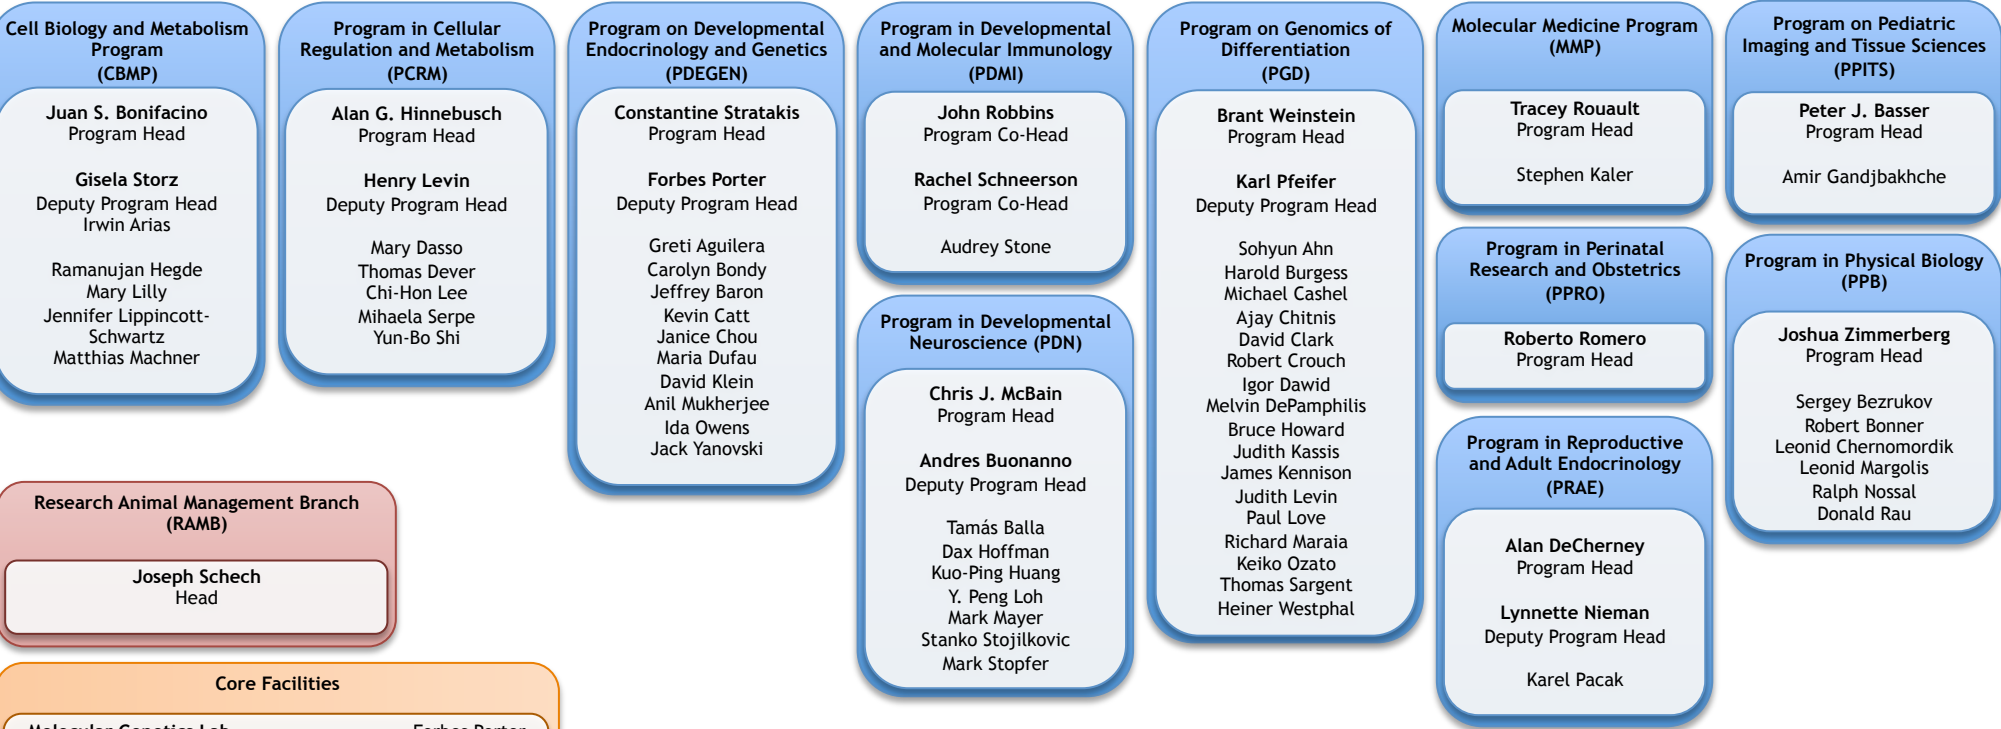 Cell Biology and Metabolism
Program
(CBMP)
Juan S. Bonifacino
Program Head
Gisela Storz
Deputy Program Head
Irwin Arias
Ramanujan Hegde
Mary Lilly
Jennifer Lippincott-
Schwartz
Matthias Machner
Program in Cellular
Regulation and Metabolism
(PCRM)
Alan G. Hinnebusch
Program Head
Henry Levin
Deputy Program Head
Mary Dasso
Thomas Dever
Chi-Hon Lee
Mihaela Serpe
Yun-Bo Shi
Program on Developmental
Endocrinology and Genetics
(PDEGEN)
Constantine Stratakis
Program Head
Forbes Porter
Deputy Program Head
Greti Aguilera
Carolyn Bondy
Jeffrey Baron
Kevin Catt
Janice Chou
Maria Dufau
David Klein
Anil Mukherjee
Ida Owens
Jack Yanovski
Program in Developmental
and Molecular Immunology
(PDMI)
John Robbins
Program Co-Head
Rachel Schneerson
Program Co-Head
Audrey Stone
Program in Developmental
Neuroscience (PDN)
Chris J. McBain
Program Head
Andres Buonanno
Deputy Program Head
Tamás Balla
Dax Hoffman
Kuo-Ping Huang
Y. Peng Loh
Mark Mayer
Stanko Stojilkovic
Mark Stopfer
Program on Genomics of
Differentiation
(PGD)
Brant Weinstein
Program Head
Karl Pfeifer
Deputy Program Head
Sohyun Ahn
Harold Burgess
Michael Cashel
Ajay Chitnis
David Clark
Robert Crouch
Igor Dawid
Melvin DePamphilis
Bruce Howard
Judith Kassis
James Kennison
Judith Levin
Paul Love
Richard Maraia
Keiko Ozato
Thomas Sargent
Heiner Westphal
Molecular Medicine Program
(MMP)
Tracey Rouault
Program Head
Stephen Kaler
Program in Perinatal
Research and Obstetrics
(PPRO)
Roberto Romero
Program Head
Program in Reproductive
and Adult Endocrinology
(PRAE)
Alan DeCherney
Program Head
Lynnette Nieman
Deputy Program Head
Karel Pacak
Program on Pediatric
Imaging and Tissue Sciences
(PPITS)
Peter J. Basser
Program Head
Amir Gandjbakhche
Program in Physical Biology
(PPB)
Joshua Zimmerberg
Program Head
Sergey Bezrukov
Robert Bonner
Leonid Chernomordik
Leonid Margolis
Ralph Nossal
Donald Rau
Research Animal Management Branch
(RAMB)
Joseph Schech
Head
Core Facilities
Molecular Genetics Lab Forbes Porter